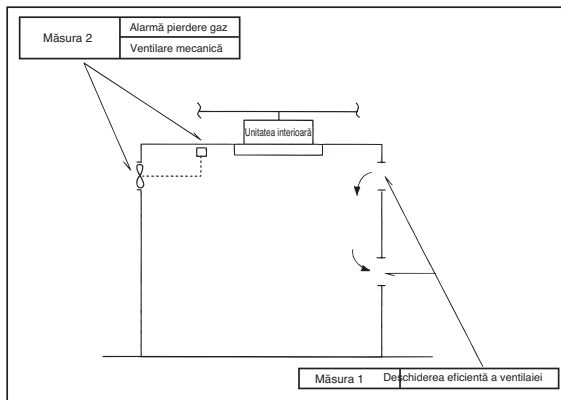 Măsura 2
Alarmă pierdere gaz
Ventilare mecanică
Unitatea interioară
Măsura 1
Deschiderea eficientă a ventilaiei